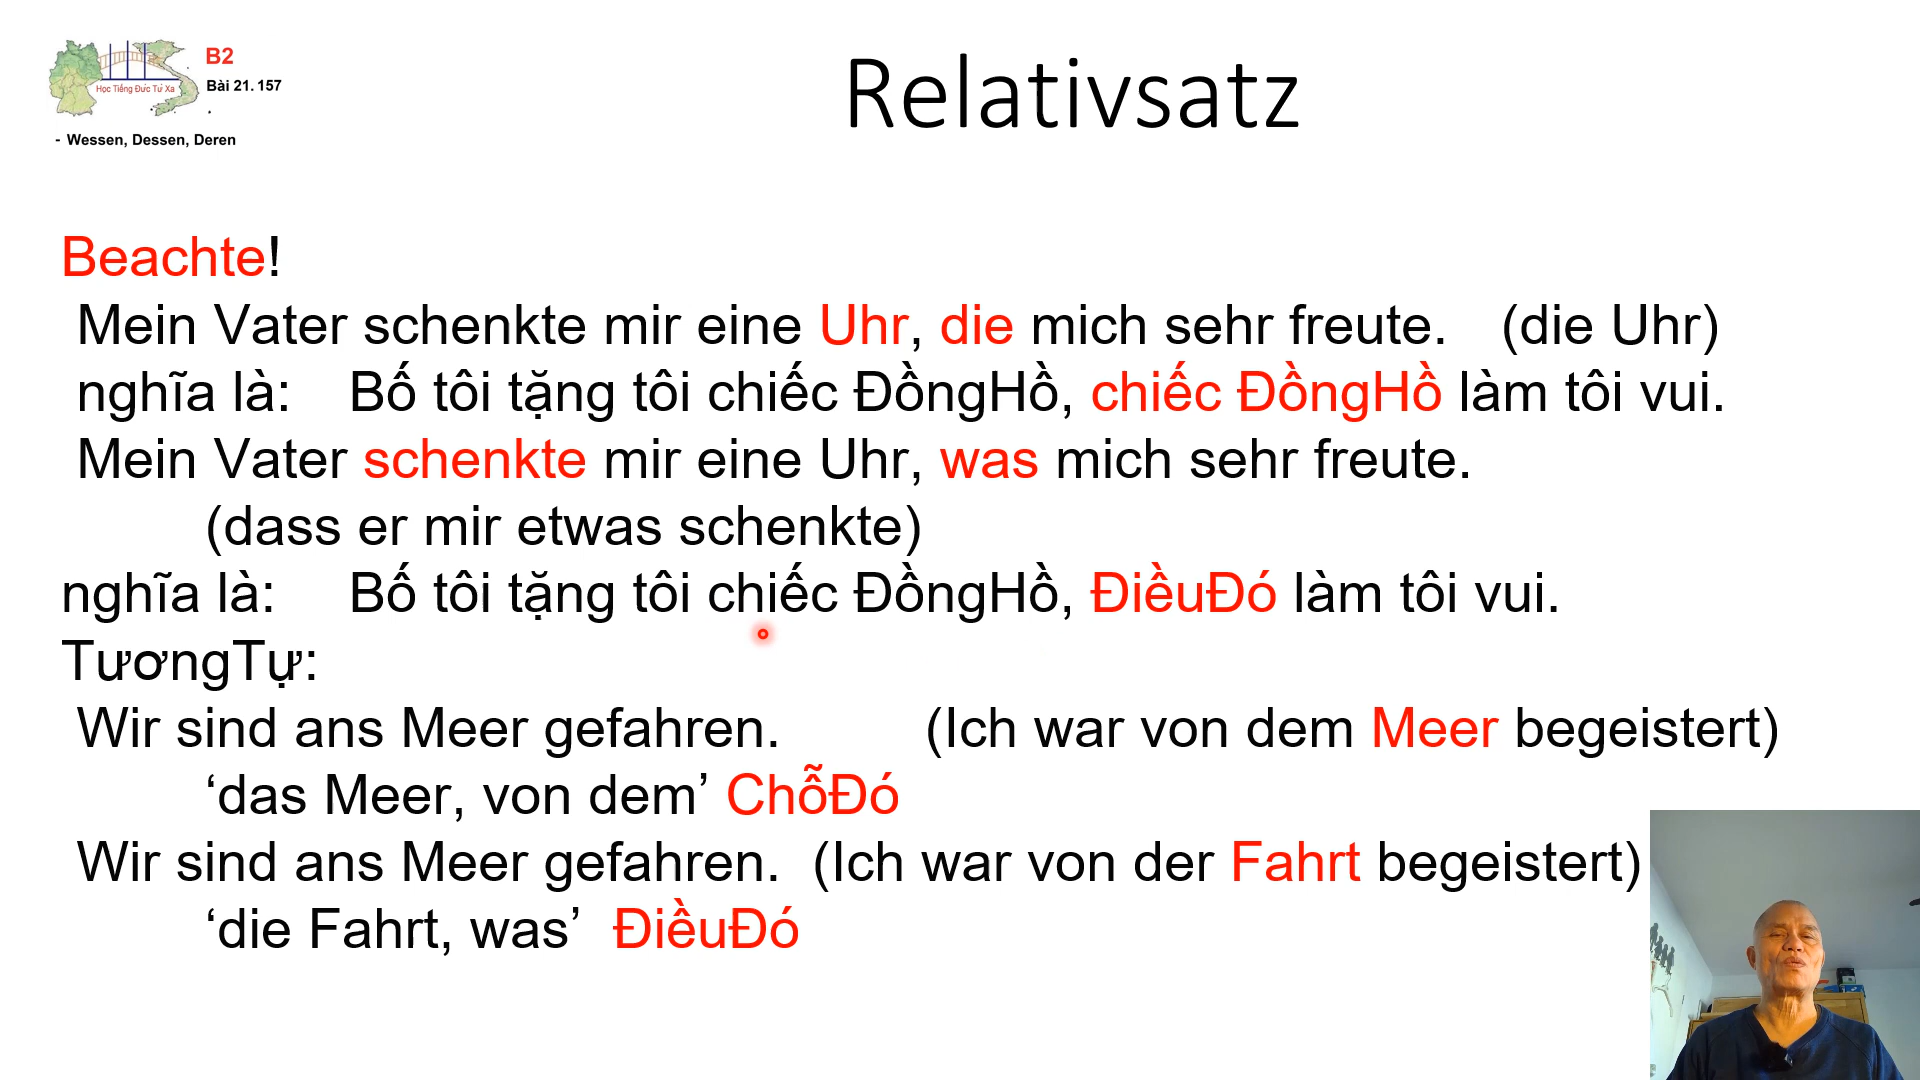 B2
Học Tiếng Đức Từ Xa
Bài 21. 157
- Wessen, Dessen, Deren
Relativsatz
Beachte!
Mein Vater schenkte mir eine Uhr, die mich sehr freute. (die Uhr)
nghĩa là: Bố tôi tặng tôi chiếc ĐồngHồ, chiếc ĐồngHồ làm tôi vui.
Mein Vater schenkte mir eine Uhr, was mich sehr freute.
(dass er mir etwas schenkte)
nghĩa là: Bố tôi tặng tôi chiếc ĐồngHồ, ĐiềuĐó làm tôi vui.
TươngTự:
Wir sind ans Meer gefahren. (Ich war von dem Meer begeistert)
‘das Meer, von dem’ ChỗĐó
Wir sind ans Meer gefahren. (Ich war von der Fahrt begeistert)
‘die Fahrt, was’ ĐiềuĐó